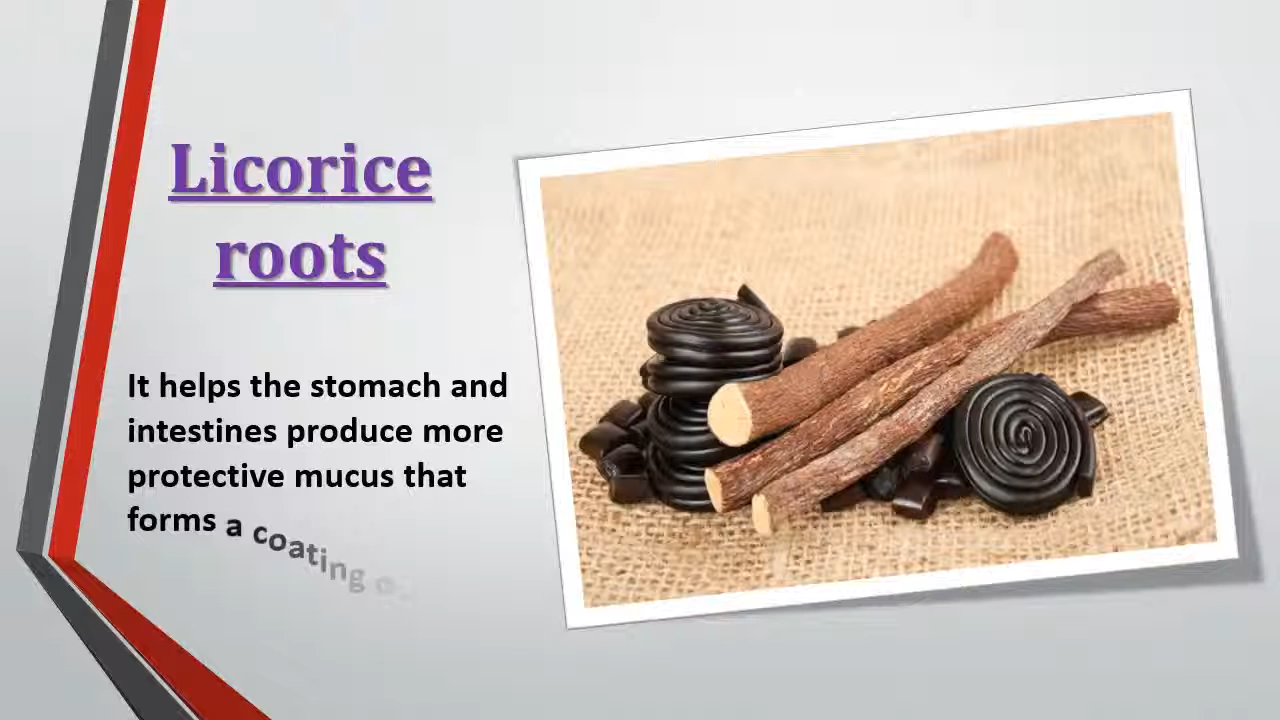 Licorice
roots
It helps the stomach and
intestines produce more
protective mucus that
forms a coating